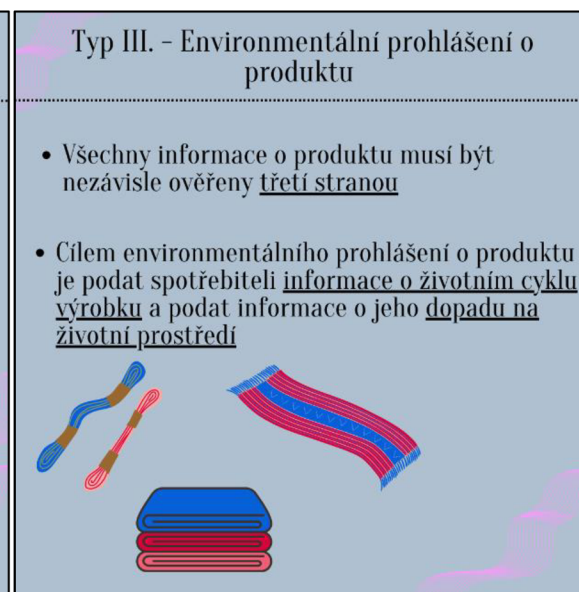 Typ III. - Environmentální prohlášení o
produktu
• Všechny informace o produktu musí být
nezávisle ověřeny třetí stranou
• Cílem environmentálního prohlášení o produktu
je podat spotřebiteli informace o životním cyklu
výrobku a podat informace o jeho dopadu na
životní prostředí